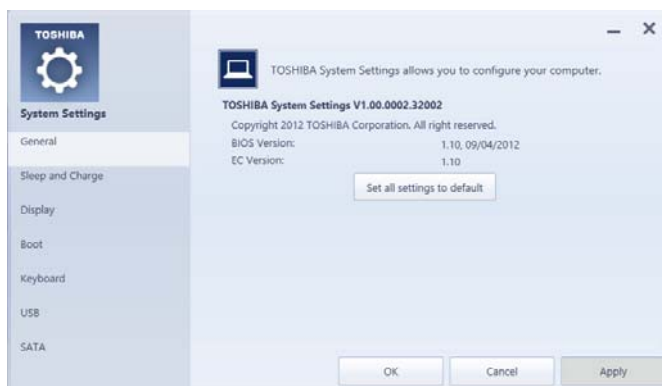 TOSHIBA
System Settings
General
Sleep and Charge
Display
Boot
Keyboard
USB
SATA
TOSHIBA System Settings allows you to configure your computer.
TOSHIBA System Settings V1.00.0002.32002
Copyright 2012 TOSHIBA Corporation. All right reserved.
BIOS Version: 1.10, 09/04/2012
EC Version: 1.10
Set all settings to default
OK Cancel Apply